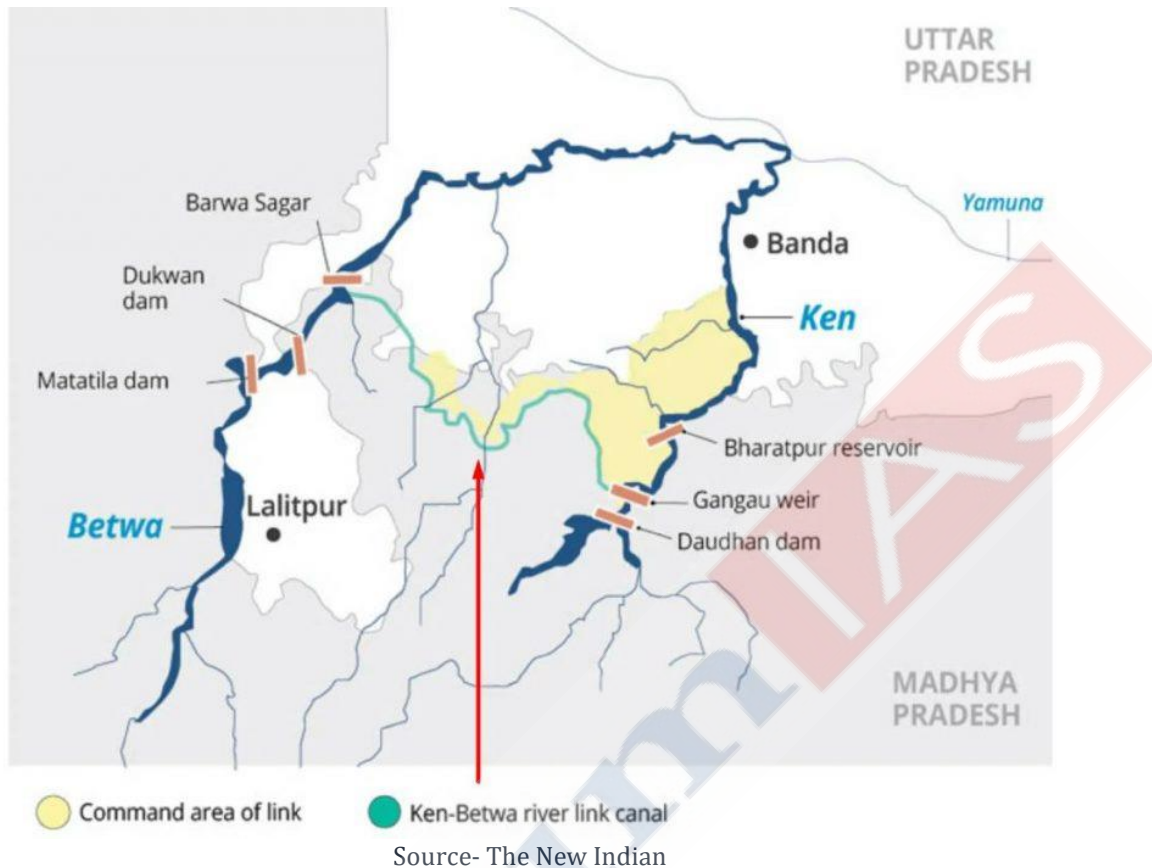 UTTAR
PRADESH
Barwa Sagar
Yamuna
Banda
Dukwan
dam
Ken
Matatila dam
Bharatpur reservoir
Lalitpur
Gangau weir
Betwa
Daudhan dam
MADHYA
PRADESH
IAS
Command area of link
Ken-Betwa river link canal
Source- The New Indian